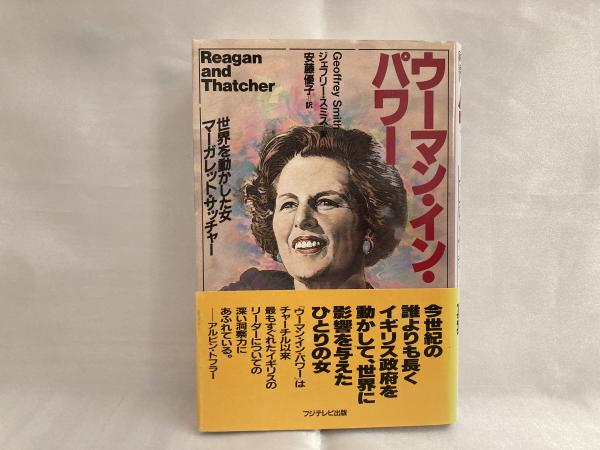 Reagan
and
Thatcher
ウーマン・イン・
パワー
Geoffrey Smith
ジェフリー・スミス 著
安藤優子=訳
世界を動かした女
マーガレット・サッチャー
今世紀の
誰よりも長く
イギリス政府を
動かして、世界に
影響を与えた
ひとりの女
『ウーマン・イン・パワー』は
チャーチル以来
最もすぐれたイギリスの
リーダーについての
深い洞察力に
あふれている。
――アルビン・トフラー
フジテレビ出版